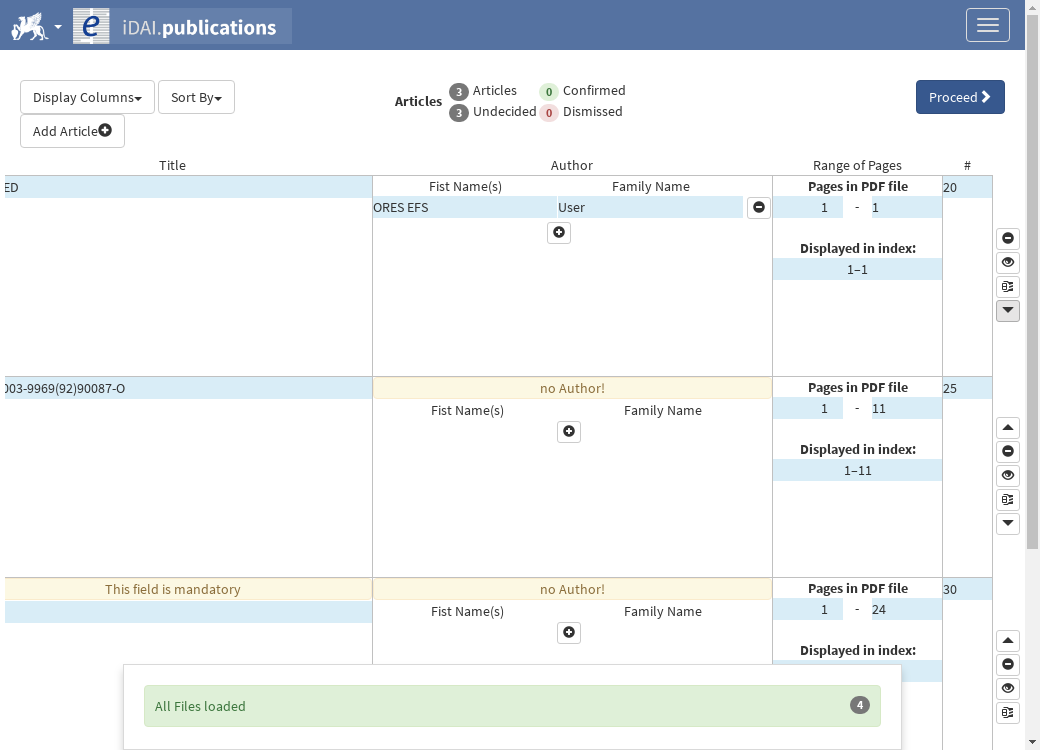 iDAI.publications
Display Columns
Sort By
Add Article
Articles
3 Articles
0 Confirmed
3 Undecided
0 Dismissed
Proceed
Title
Author
Range of Pages
#
ED
Fist Name(s)
Family Name
ORES EFS
User
Pages in PDF file
1 - 1
Displayed in index:
1–1
20
003-9969(92)90087-O
no Author!
Fist Name(s)
Family Name
Pages in PDF file
1 - 11
Displayed in index:
1–11
25
This field is mandatory
no Author!
Fist Name(s)
Family Name
Pages in PDF file
1 - 24
Displayed in index:
30
All Files loaded
4